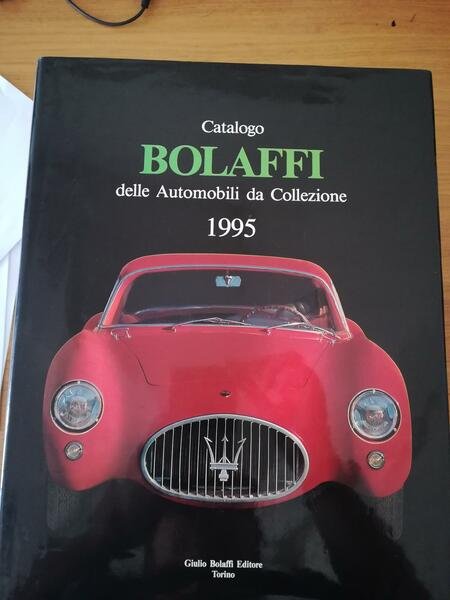 Catalogo
BOLAFFI
delle Automobili da Collezione
1995
Giulio Bolaffi Editore
Torino